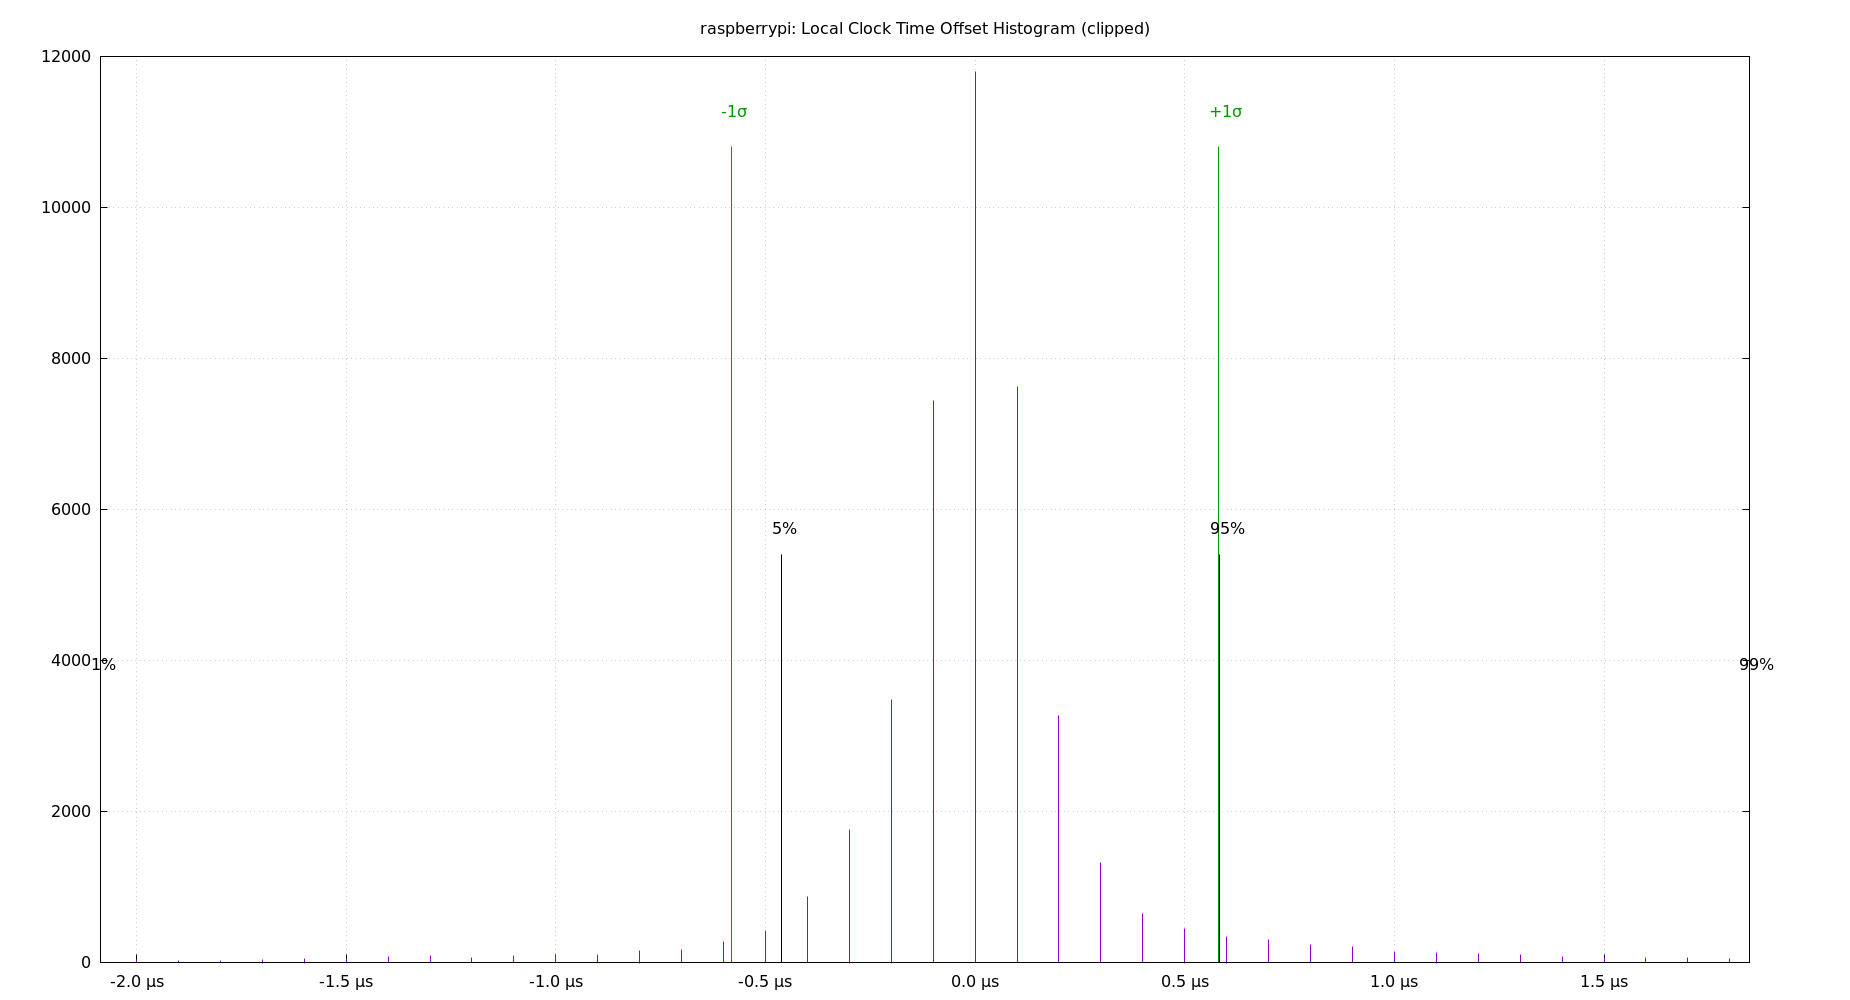 raspberrypi: Local Clock Time Offset Histogram (clipped)
12000
-1σ
+1σ
10000
8000
6000
5%
95%
4000
1%
99%
2000
0
-2.0 µs
-1.5 µs
-1.0 µs
-0.5 µs
0.0 µs
0.5 µs
1.0 µs
1.5 µs